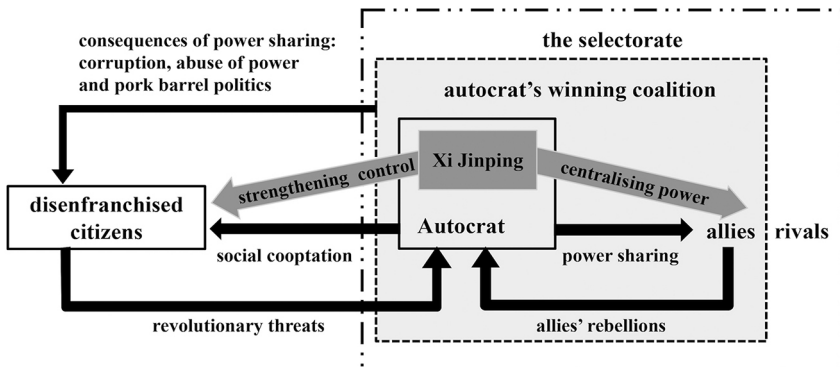 consequences of power sharing:
corruption, abuse of power
and pork barrel politics
the selectorate
autocrat's winning coalition
Xi Jinping
strengthening control
centralising power
disenfranchised
citizens
Autocrat
allies
rivals
social cooptation
power sharing
revolutionary threats
allies' rebellions